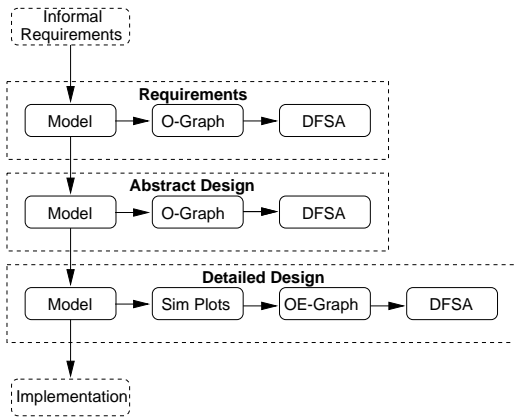 Informal
Requirements
Requirements
Model O-Graph DFSA
Abstract Design
Model O-Graph DFSA
Detailed Design
Model Sim Plots OE-Graph DFSA
Implementation